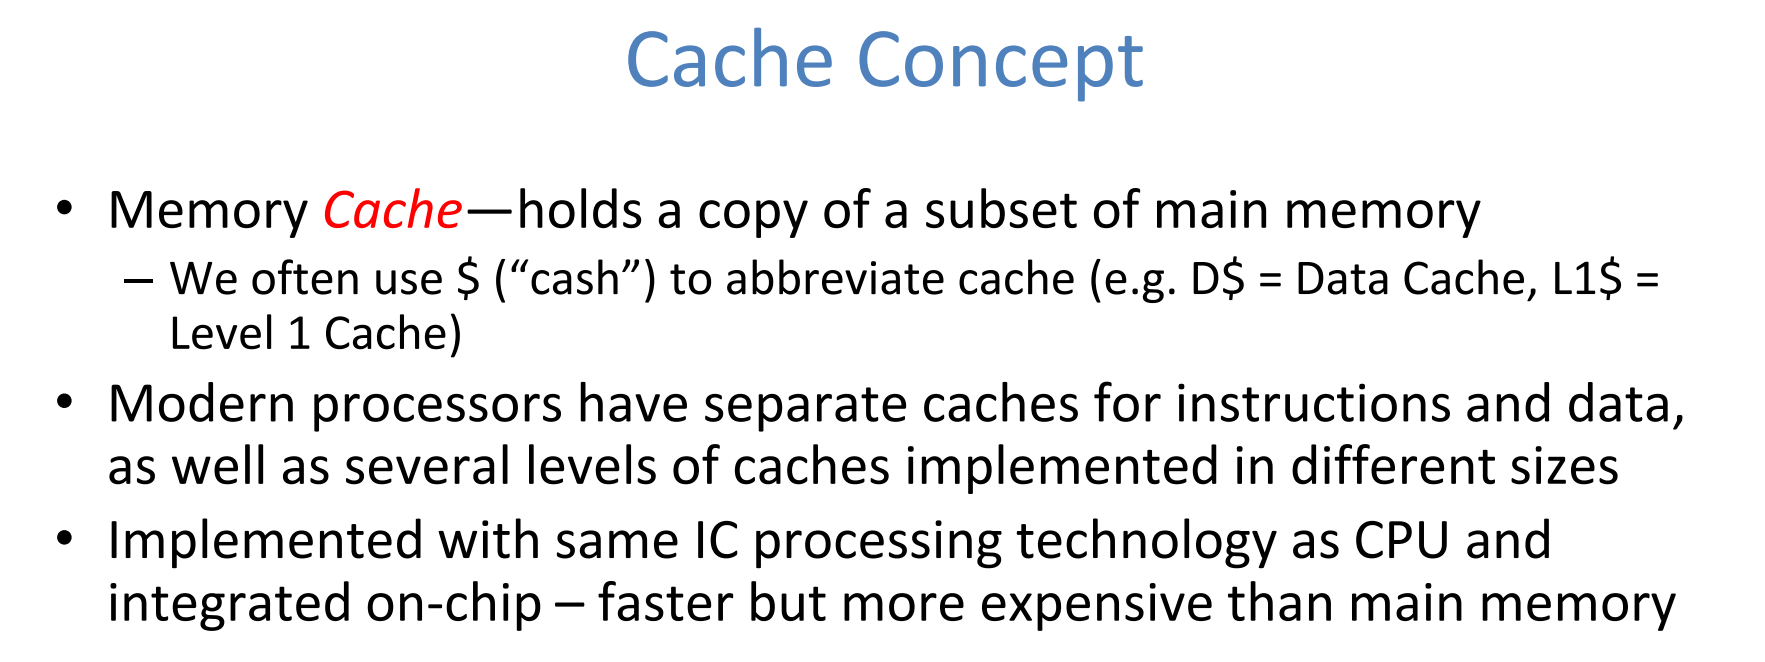 Cache Concept
• Memory Cache—holds a copy of a subset of main memory
– We often use $ (“cash”) to abbreviate cache (e.g. D$ = Data Cache, L1$ =
Level 1 Cache)
• Modern processors have separate caches for instructions and data,
as well as several levels of caches implemented in different sizes
• Implemented with same IC processing technology as CPU and
integrated on-chip – faster but more expensive than main memory